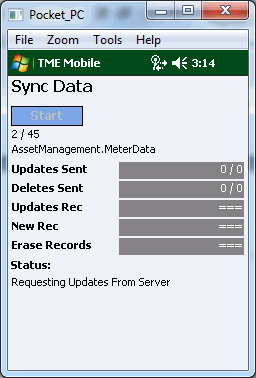 Pocket_PC
File Zoom Tools Help
TME Mobile 3:14
Sync Data
Start
2 / 45
AssetManagement.MeterData
Updates Sent 0 / 0
Deletes Sent 0 / 0
Updates Rec ===
New Rec ===
Erase Records ===
Status:
Requesting Updates From Server